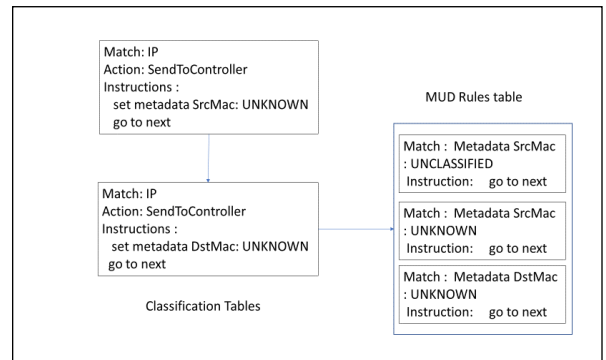 Match: IP
Action: SendToController
Instructions :
set metadata SrcMac: UNKNOWN
go to next
Match: IP
Action: SendToController
Instructions :
set metadata DstMac: UNKNOWN
go to next
Classification Tables
MUD Rules table
Match : Metadata SrcMac
: UNCLASSIFIED
Instruction: go to next
Match : Metadata SrcMac
: UNKNOWN
Instruction: go to next
Match : Metadata DstMac
: UNKNOWN
Instruction: go to next